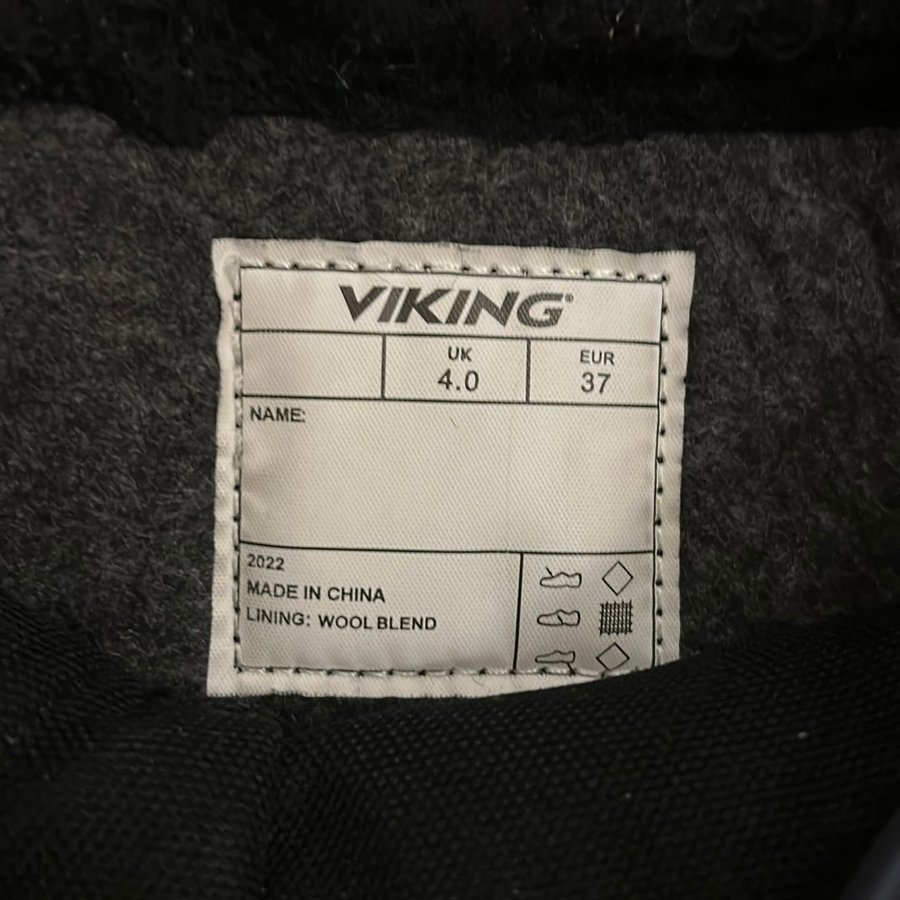 VIKING®
UK EUR
4.0 37
NAME:
2022
MADE IN CHINA
LINING: WOOL BLEND